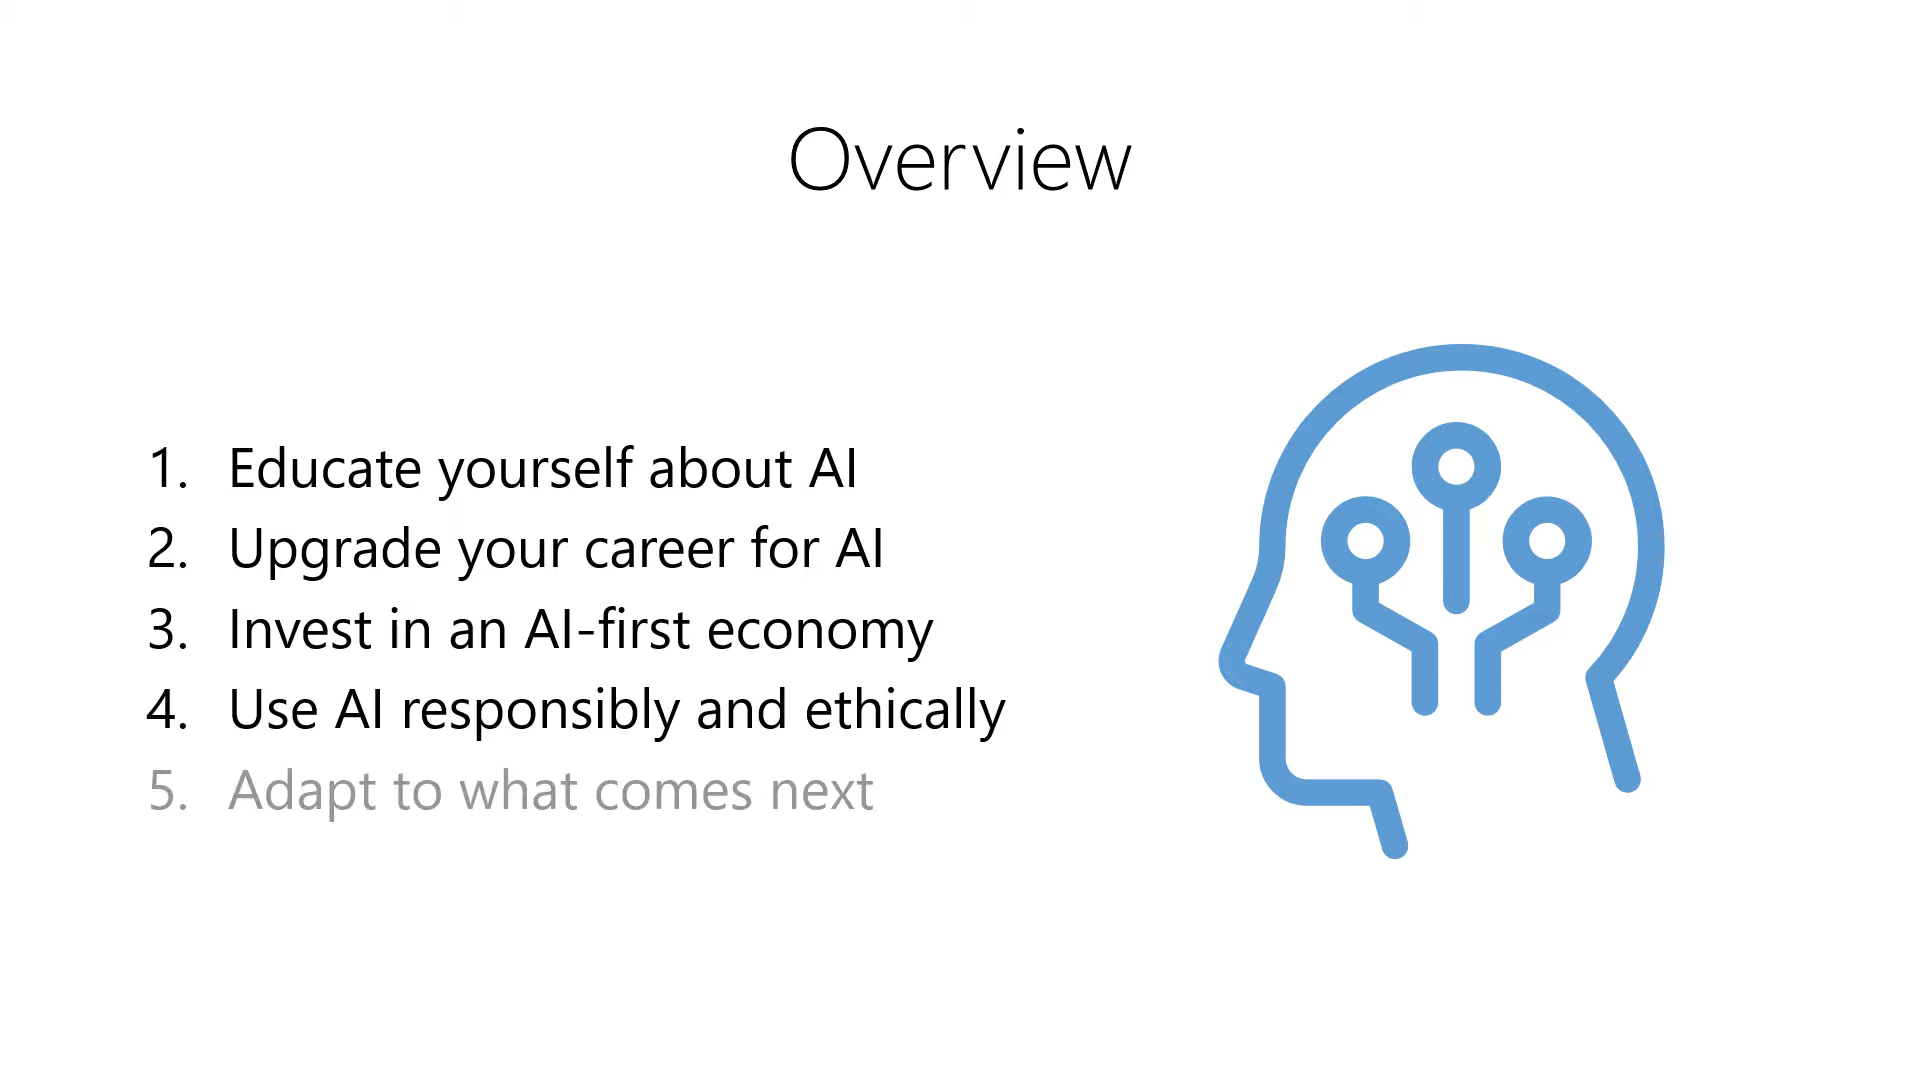 Overview
1. Educate yourself about AI
2. Upgrade your career for AI
3. Invest in an AI-first economy
4. Use AI responsibly and ethically
5. Adapt to what comes next